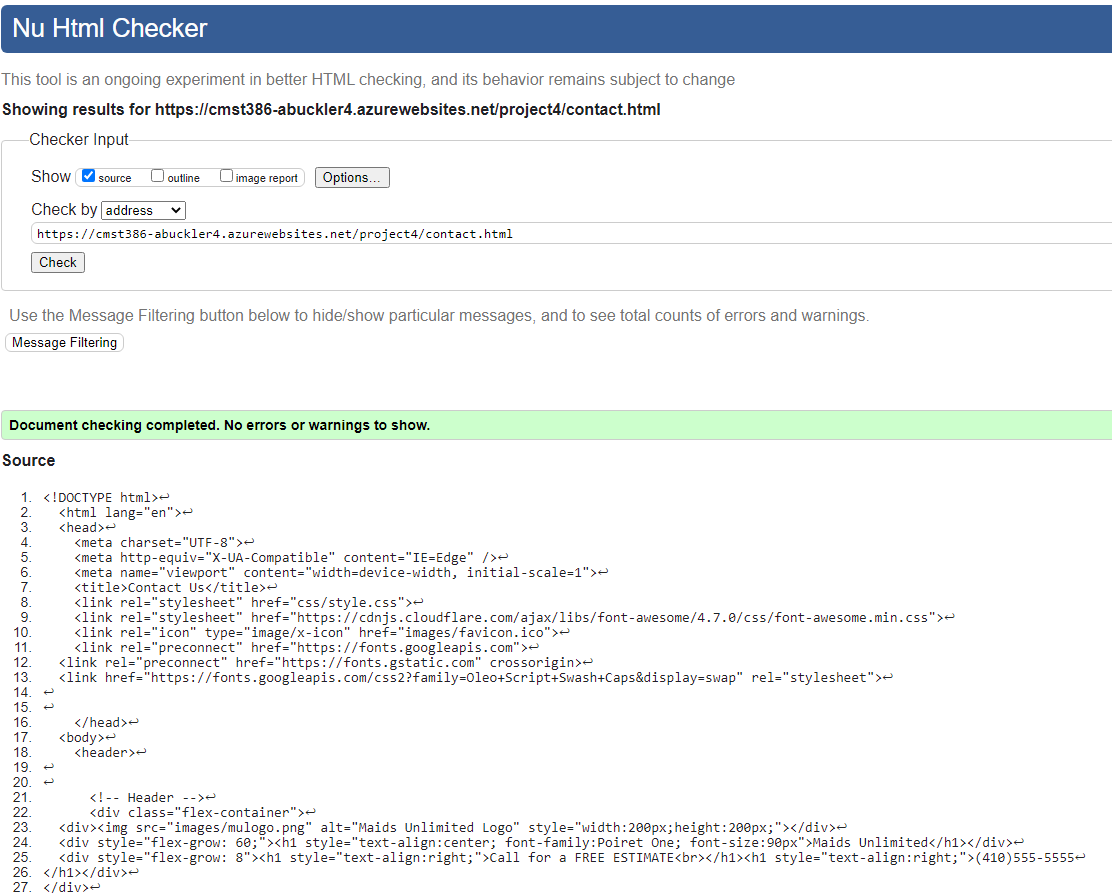 Nu Html Checker
This tool is an ongoing experiment in better HTML checking, and its behavior remains subject to change
Showing results for https://cmst386-abuckler4.azurewebsites.net/project4/contact.html
Checker Input
Show source outline image report Options...
Check by address
https://cmst386-abuckler4.azurewebsites.net/project4/contact.html
Check
Use the Message Filtering button below to hide/show particular messages, and to see total counts of errors and warnings.
Message Filtering
Document checking completed. No errors or warnings to show.
Source
1. <!DOCTYPE html>↩
2. <html lang="en">↩
3. <head>↩
4. <meta charset="UTF-8">↩
5. <meta http-equiv="X-UA-Compatible" content="IE=Edge" />↩
6. <meta name="viewport" content="width=device-width, initial-scale=1">↩
7. <title>Contact Us</title>↩
8. <link rel="stylesheet" href="css/style.css">↩
9. <link rel="stylesheet" href="https://cdnjs.cloudflare.com/ajax/libs/font-awesome/4.7.0/css/font-awesome.min.css">↩
10. <link rel="icon" type="image/x-icon" href="images/favicon.ico">↩
11. <link rel="preconnect" href="https://fonts.googleapis.com">↩
12. <link rel="preconnect" href="https://fonts.gstatic.com" crossorigin>↩
13. <link href="https://fonts.googleapis.com/css2?family=Oleo+Script+Swash+Caps&display=swap" rel="stylesheet">↩
14. ↩
15. ↩
16. </head>↩
17. <body>↩
18. <header>↩
19. ↩
20. ↩
21. <!-- Header -->↩
22. <div class="flex-container">↩
23. <div><img src="images/mulogo.png" alt="Maids Unlimited Logo" style="width:200px;height:200px;"></div>↩
24. <div style="flex-grow: 60;"><h1 style="text-align:center; font-family:Poiret One; font-size:90px">Maids Unlimited</h1></div>↩
25. <div style="flex-grow: 8"><h1 style="text-align:right;">Call for a FREE ESTIMATE<br></h1><h1 style="text-align:right;">(410)555-5555↩
26. </h1></div>↩
27. </div>↩